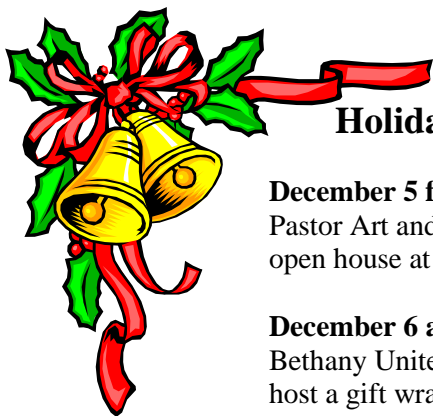 Holida
December 5 f
Pastor Art and
open house at
December 6 a
Bethany Unite
host a gift wra